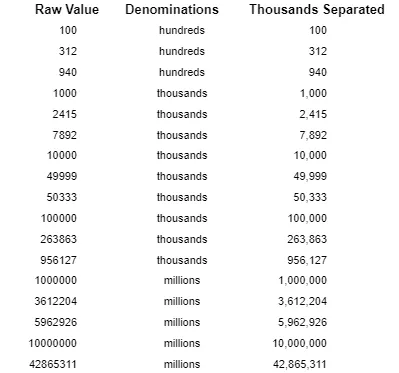 Raw Value Denominations Thousands Separated
100 hundreds 100
312 hundreds 312
940 hundreds 940
1000 thousands 1,000
2415 thousands 2,415
7892 thousands 7,892
10000 thousands 10,000
49999 thousands 49,999
50333 thousands 50,333
100000 thousands 100,000
263863 thousands 263,863
956127 thousands 956,127
1000000 millions 1,000,000
3612204 millions 3,612,204
5962926 millions 5,962,926
10000000 millions 10,000,000
42865311 millions 42,865,311